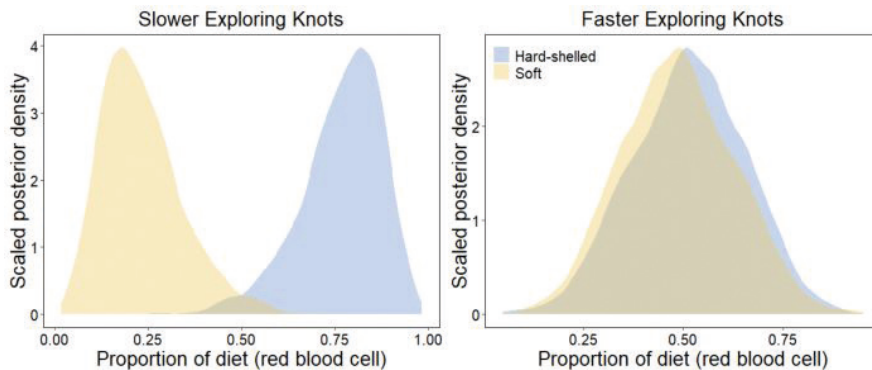 Slower Exploring Knots
Scaled posterior density
4
3
2
1
0
0.00 0.25 0.50 0.75 1.00
Proportion of diet (red blood cell)
Faster Exploring Knots
Hard-shelled
Soft
Scaled posterior density
2
1
0
0.25 0.50 0.75
Proportion of diet (red blood cell)